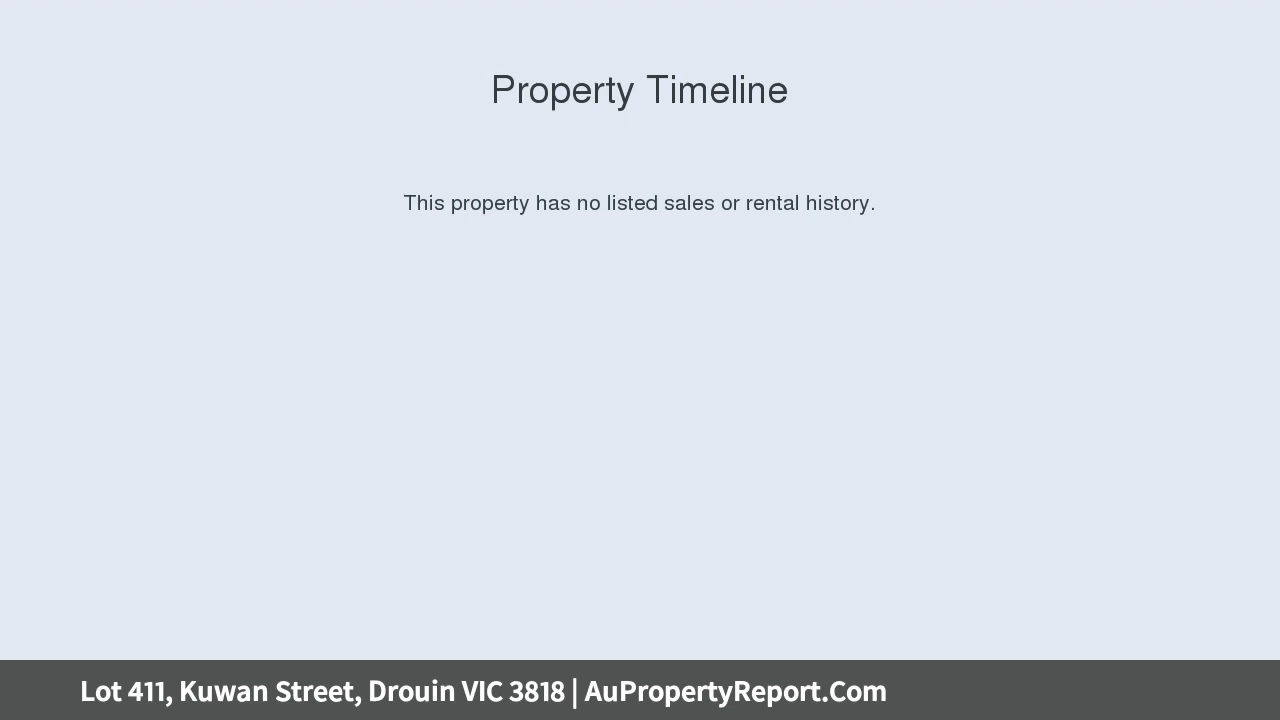 Property Timeline
This property has no listed sales or rental history.
Lot 411, Kuwan Street, Drouin VIC 3818 | AuPropertyReport.Com